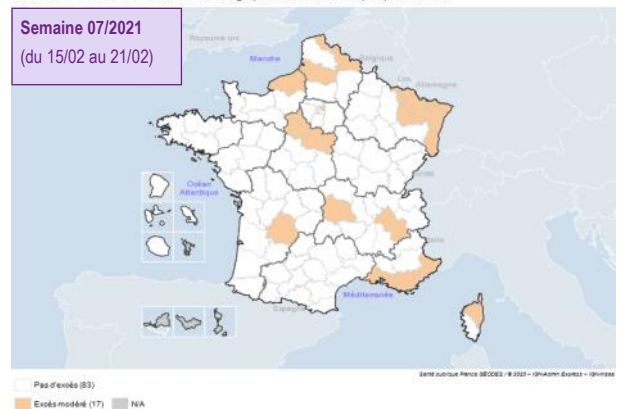 Semaine 07/2021
(du 15/02 au 21/02)
Royaume uni
Manche
Belgique
Allemagne
Océan
Atlantique
Espagne
Méditerranée
Pas d'excès (83)
Excès modéré (17)
N/A